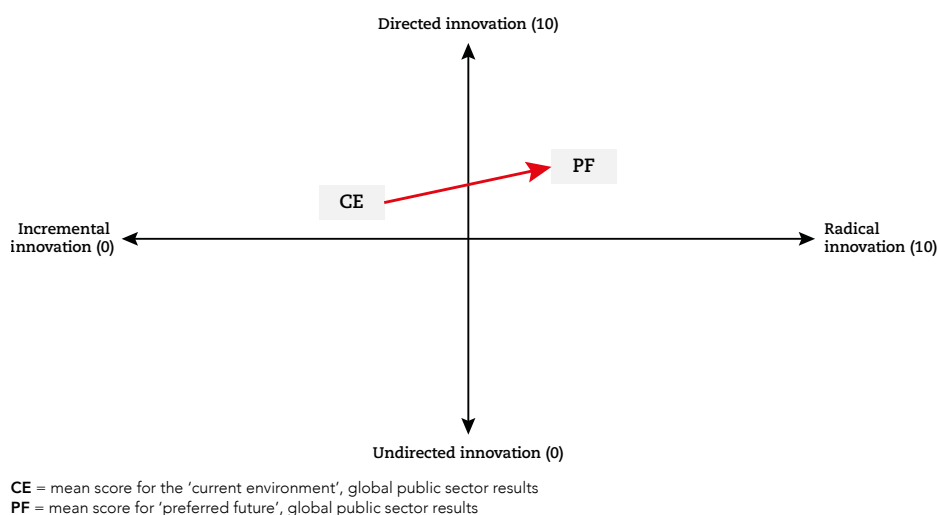 Directed innovation (10)
PF
CE
Incremental
innovation (0)
Radical
innovation (10)
Undirected innovation (0)
CE = mean score for the ‘current environment’, global public sector results
PF = mean score for ’preferred future’, global public sector results